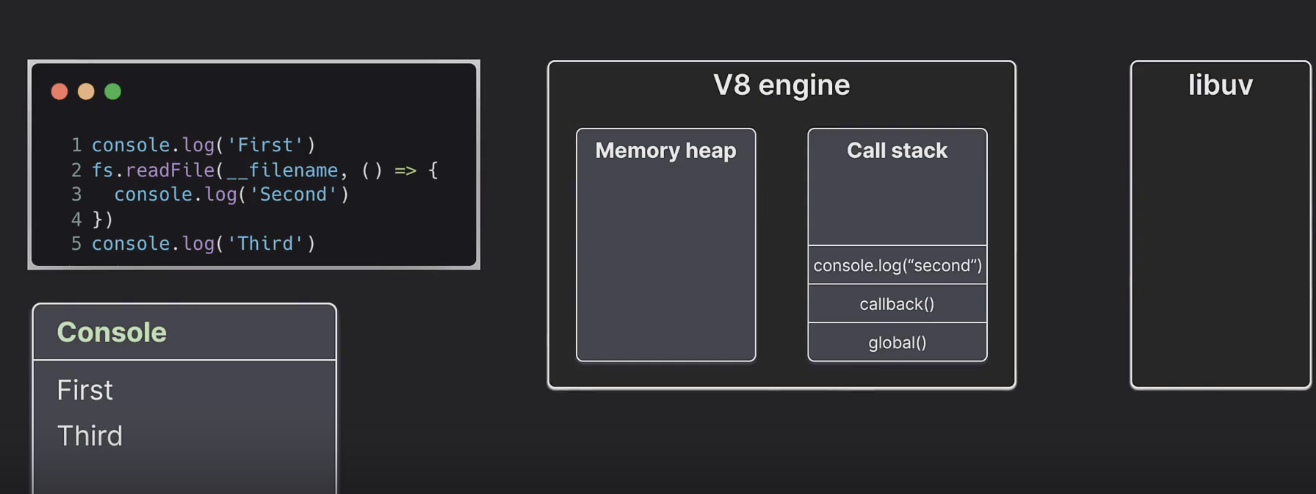 1 console.log('First')
2 fs.readFile(__filename, () => {
3   console.log('Second')
4 })
5 console.log('Third')
Console
First
Third
V8 engine
Memory heap
Call stack
console.log(“second”)
callback()
global()
libuv